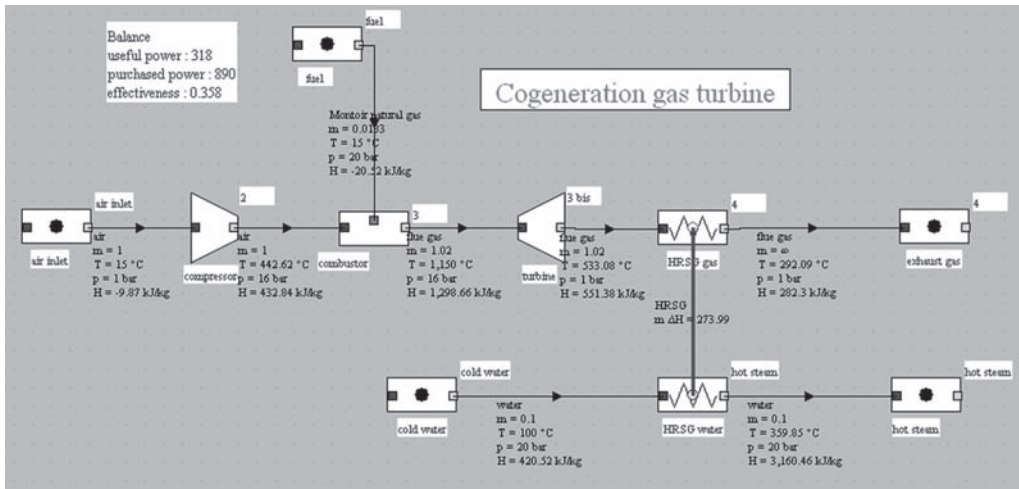 Balance
useful power : 318
purchased power : 890
effectiveness : 0.358
fuel
fuel
Cogeneration gas turbine
Montoir natural gas
m = 0.0183
T = 15 °C
p = 20 bar
H = -20.52 kJ/kg
air inlet
air inlet
air
m = 1
T = 15 °C
p = 1 bar
H = -9.87 kJ/kg
2
compressor
air
m = 1
T = 442.62 °C
p = 16 bar
H = 432.84 kJ/kg
combustor
3
flue gas
m = 1.02
T = 1,150 °C
p = 16 bar
H = 1,298.66 kJ/kg
3 bis
turbine
flue gas
m = 1.02
T = 533.08 °C
p = 1 bar
H = 551.38 kJ/kg
4
HRSG gas
flue gas
m = ∞
T = 292.09 °C
p = 1 bar
H = 282.3 kJ/kg
4
exhaust gas
HRSG
m ΔH = 273.99
cold water
cold water
water
m = 0.1
T = 100 °C
p = 20 bar
H = 420.52 kJ/kg
hot steam
HRSG water
water
m = 0.1
T = 359.85 °C
p = 20 bar
H = 3,160.46 kJ/kg
hot steam
hot steam